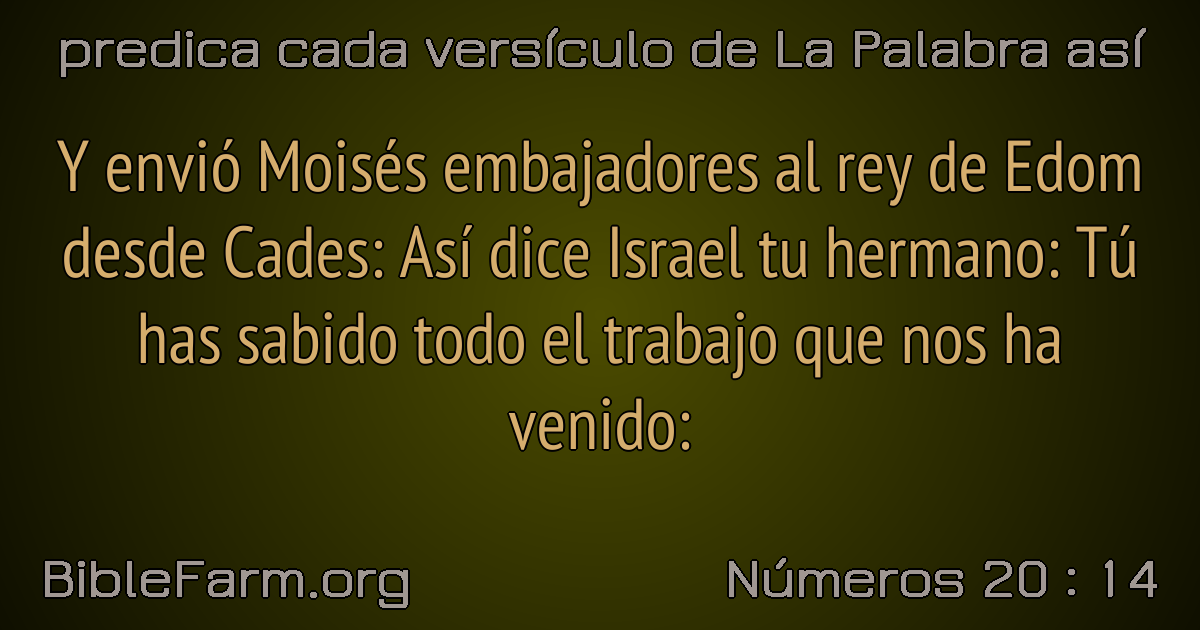 predica cada versículo de La Palabra así
Y envió Moisés embajadores al rey de Edom
desde Cades: Así dice Israel tu hermano: Tú
has sabido todo el trabajo que nos ha
venido:
BibleFarm.org
Números 20 : 14